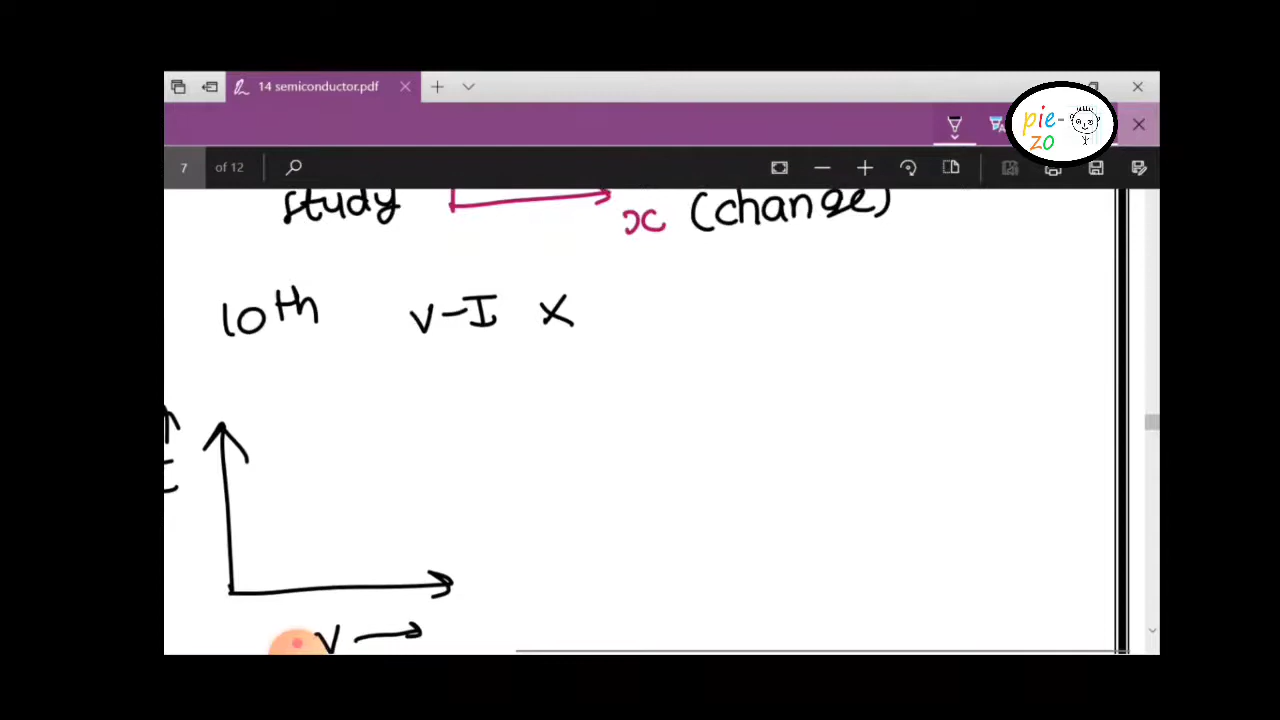 14 semiconductor.pdf
pie-
zo
7 of 12
study x (change)
10th V-I X
I
V